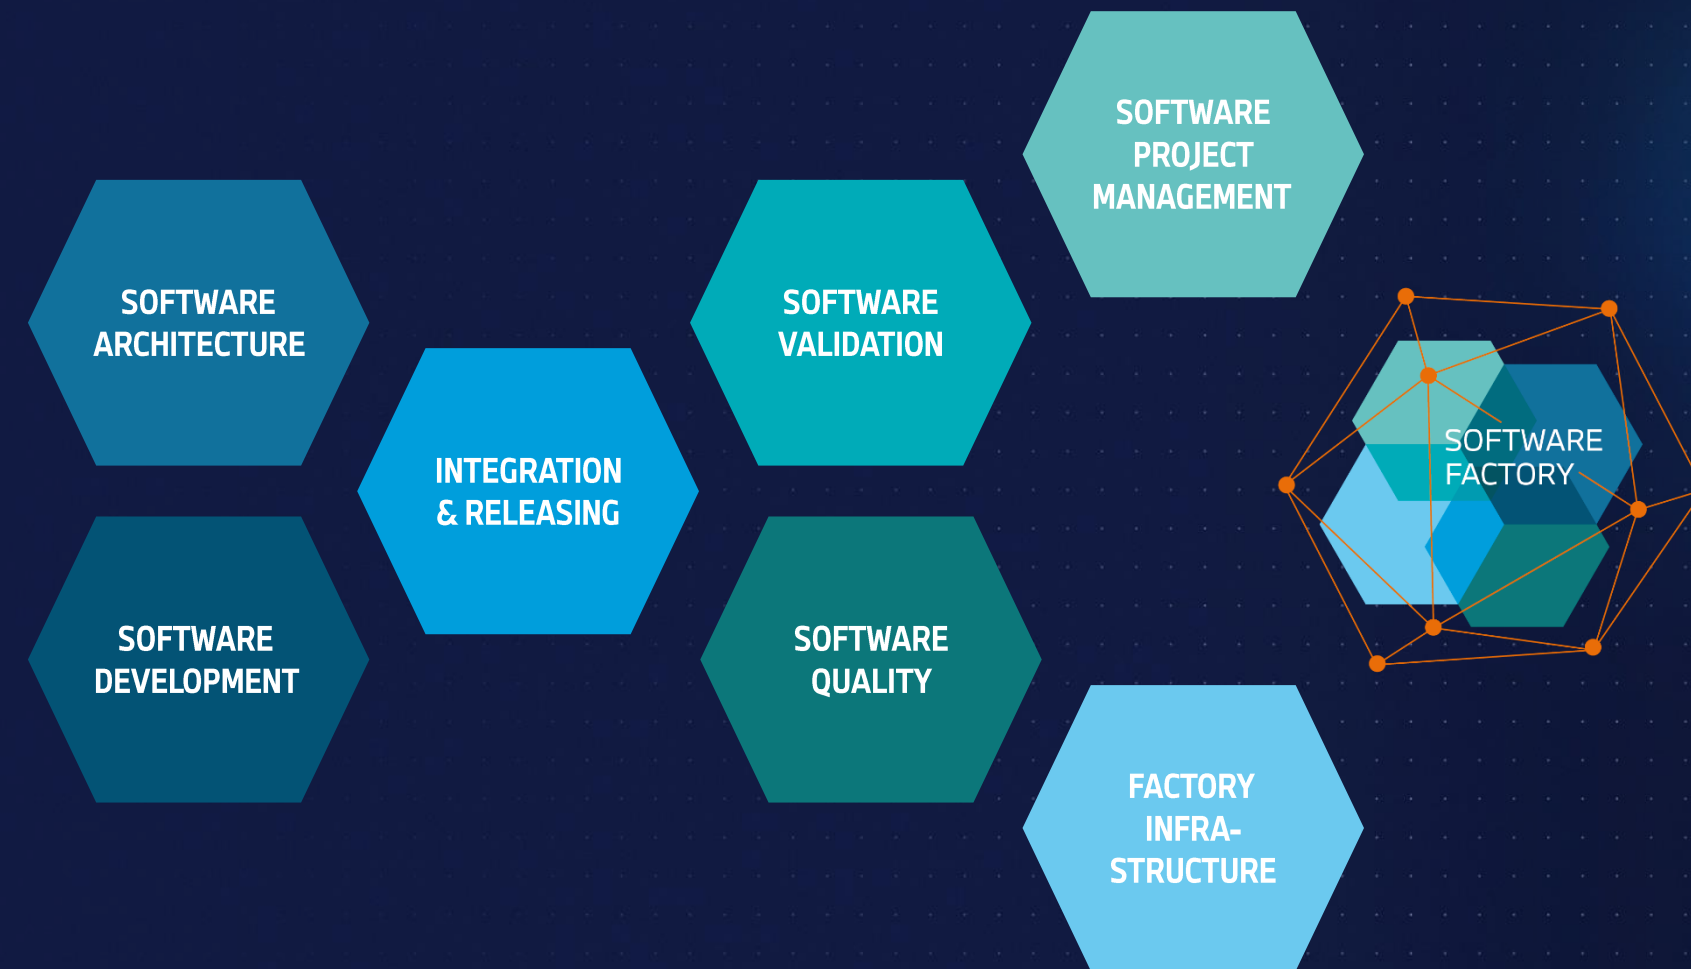 SOFTWARE
PROJECT
MANAGEMENT
SOFTWARE
ARCHITECTURE
SOFTWARE
VALIDATION
INTEGRATION
& RELEASING
SOFTWARE
FACTORY
SOFTWARE
DEVELOPMENT
SOFTWARE
QUALITY
FACTORY
INFRA-
STRUCTURE